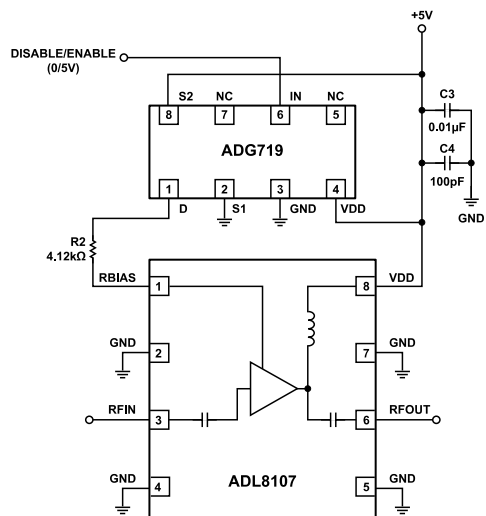 +5V
DISABLE/ENABLE
(0/5V)
S2 NC IN NC
8 7 6 5
C3
0.01µF
ADG719
C4
100pF
1 2 3 4
D S1 GND VDD
GND
R2
4.12kΩ
RBIAS 1 8 VDD
GND 2 7 GND
RFIN 3 6 RFOUT
GND 4 5 GND
ADL8107